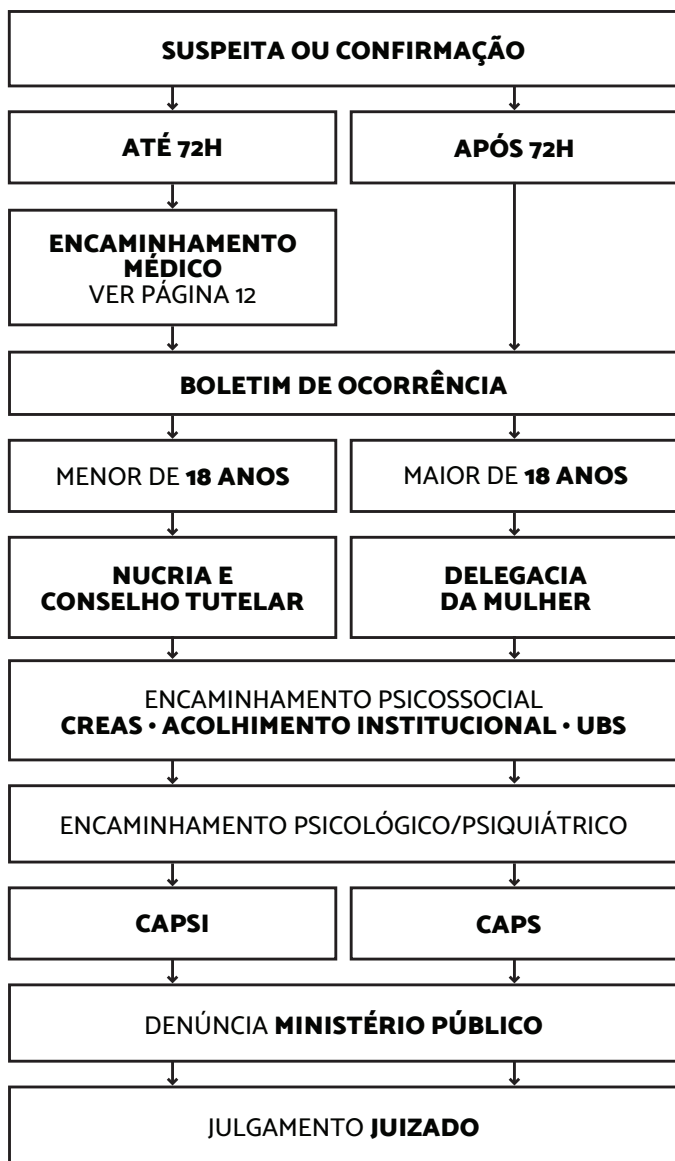 SUSPEITA OU CONFIRMAÇÃO
ATÉ 72H
APÓS 72H
ENCAMINHAMENTO
MÉDICO
VER PÁGINA 12
BOLETIM DE OCORRÊNCIA
MENOR DE 18 ANOS
MAIOR DE 18 ANOS
NUCRIA E
CONSELHO TUTELAR
DELEGACIA
DA MULHER
ENCAMINHAMENTO PSICOSSOCIAL
CREAS • ACOLHIMENTO INSTITUCIONAL • UBS
ENCAMINHAMENTO PSICOLÓGICO/PSIQUIÁTRICO
CAPSI
CAPS
DENÚNCIA MINISTÉRIO PÚBLICO
JULGAMENTO JUIZADO